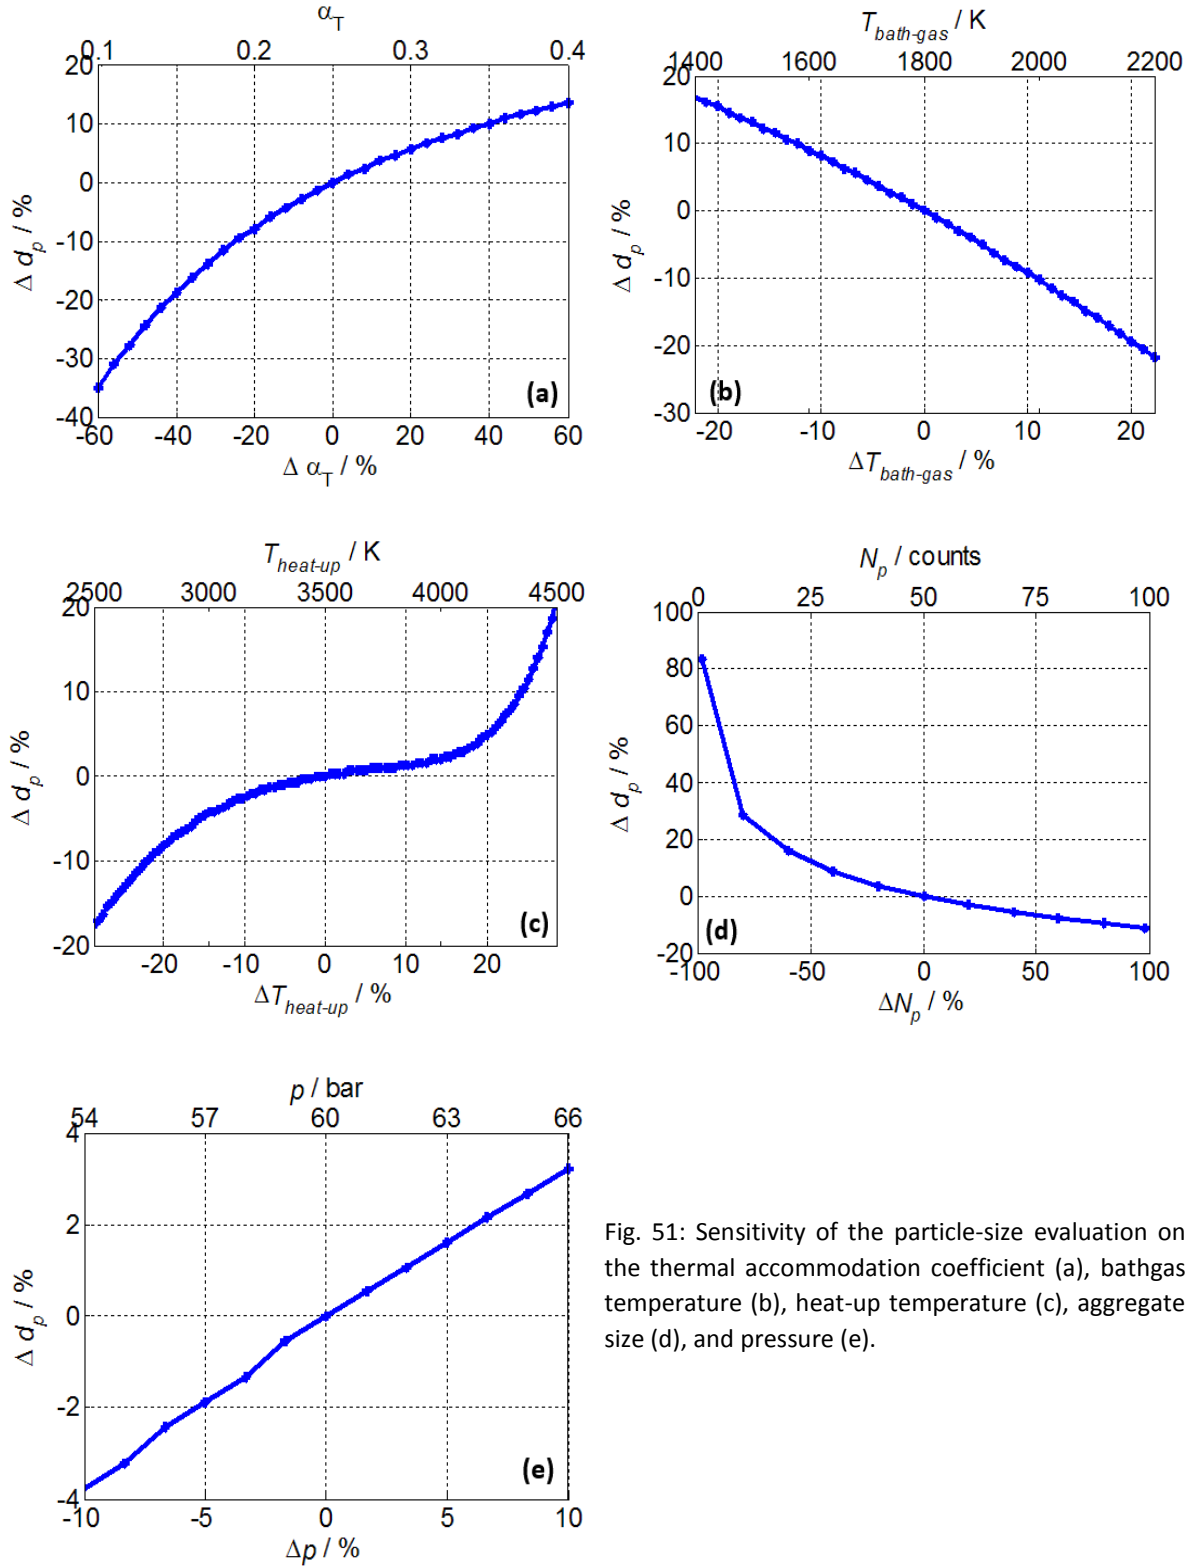 α_T
0.1 0.2 0.3 0.4
20
10
0
-10
-20
-30
-40
Δ d_p / %
(a)
-60 -40 -20 0 20 40 60
Δ α_T / %
T_bath-gas / K
1400 1600 1800 2000 2200
20
10
0
-10
-20
-30
Δ d_p / %
(b)
-20 -10 0 10 20
ΔT_bath-gas / %
T_heat-up / K
2500 3000 3500 4000 4500
20
10
0
-10
-20
Δ d_p / %
(c)
-20 -10 0 10 20
ΔT_heat-up / %
N_p / counts
0 25 50 75 100
100
80
60
40
20
0
-20
Δ d_p / %
(d)
-100 -50 0 50 100
ΔN_p / %
p / bar
54 57 60 63 66
4
2
0
-2
-4
Δ d_p / %
(e)
-10 -5 0 5 10
Δp / %
Fig. 51: Sensitivity of the particle-size evaluation on
the thermal accommodation coefficient (a), bathgas
temperature (b), heat-up temperature (c), aggregate
size (d), and pressure (e).